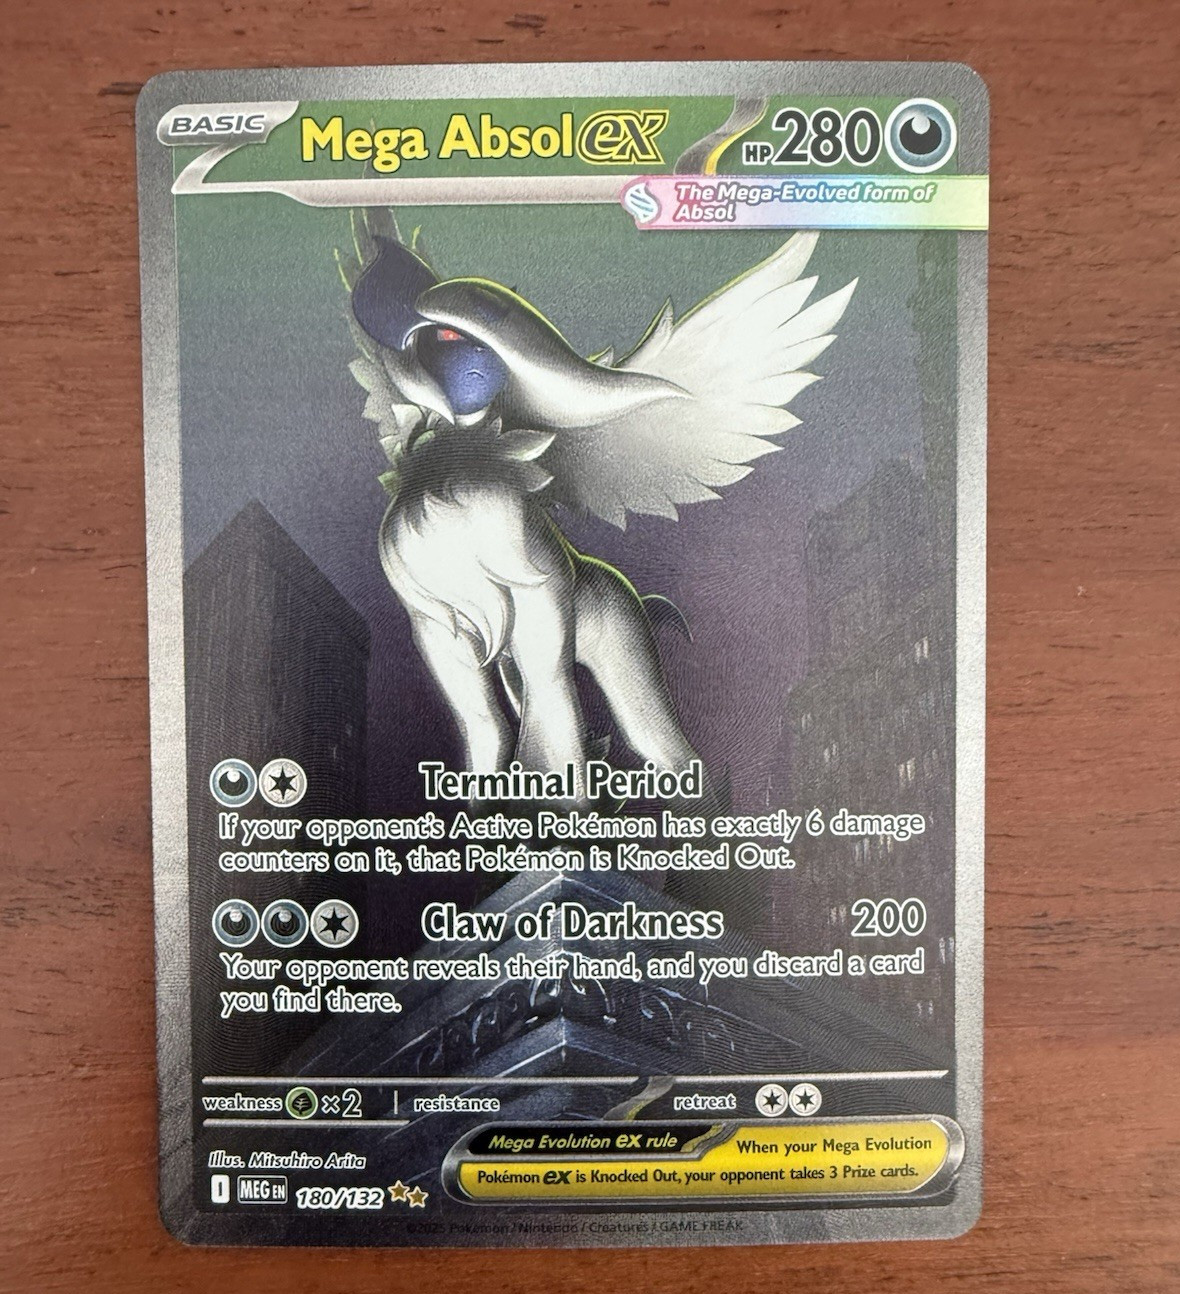 BASIC Mega Absol ex HP 280
The Mega-Evolved form of
Absol
Terminal Period
If your opponent's Active Pokémon has exactly 6 damage
counters on it, that Pokémon is Knocked Out.
Claw of Darkness 200
Your opponent reveals their hand, and you discard a card
you find there.
weakness ×2 resistance retreat
Mega Evolution ex rule When your Mega Evolution
Pokémon ex is Knocked Out, your opponent takes 3 Prize cards.
Illus. Mitsuhiro Arita
I MEG EN 180/132
©2025 Pokémon / Nintendo / Creatures / GAME FREAK